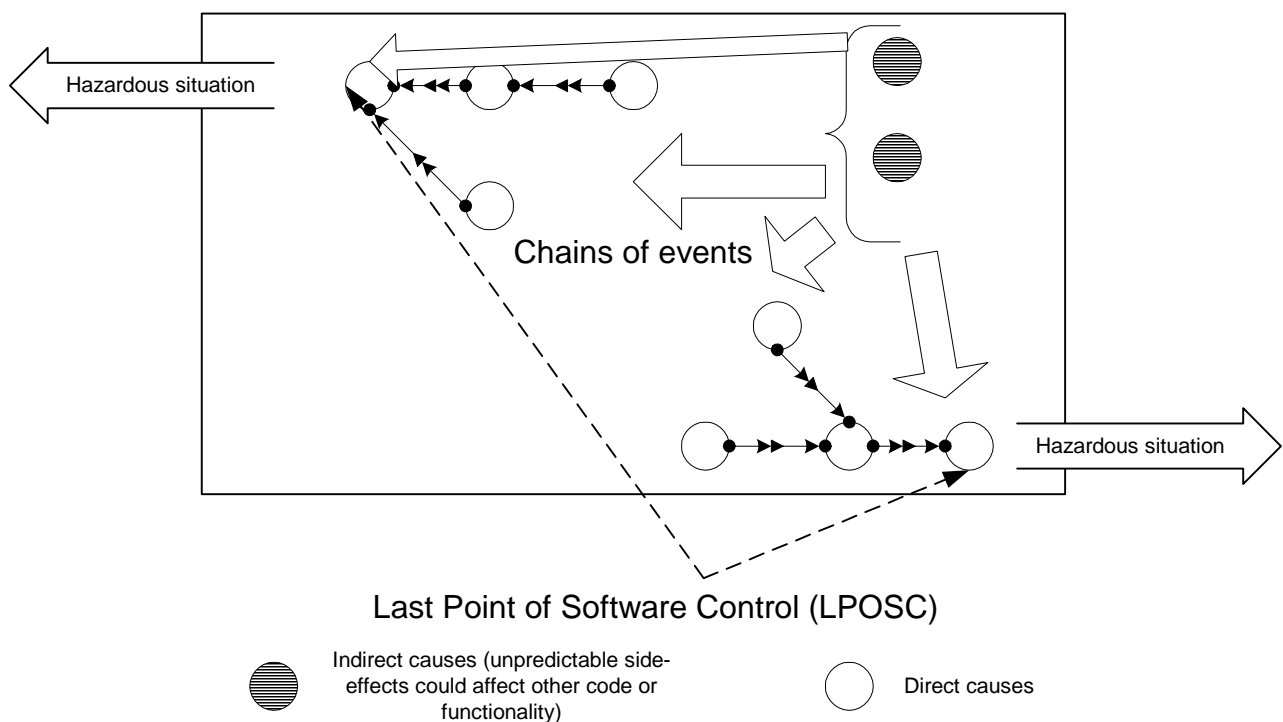 Hazardous situation
Chains of events
Hazardous situation
Last Point of Software Control (LPOSC)
Indirect causes (unpredictable side-
effects could affect other code or
functionality)
Direct causes